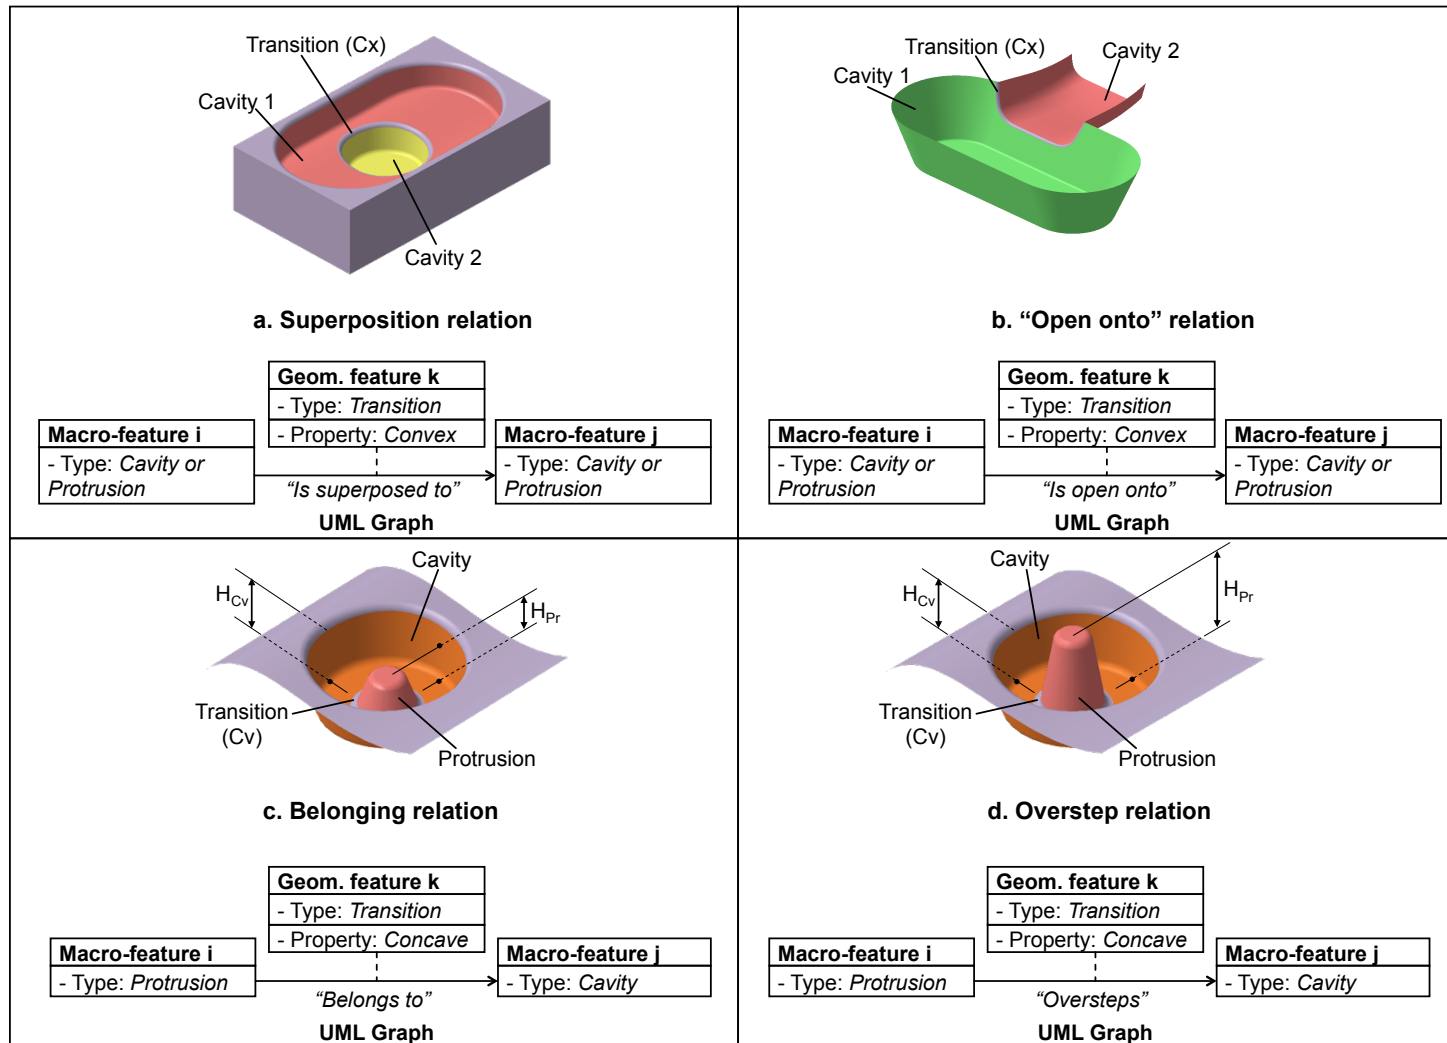 Transition (Cx)
Cavity 1
Cavity 2
a. Superposition relation
Geom. feature k
- Type: Transition
- Property: Convex
Macro-feature i
- Type: Cavity or
Protrusion
Macro-feature j
- Type: Cavity or
Protrusion
“Is superposed to”
UML Graph
Transition (Cx)
Cavity 2
Cavity 1
b. “Open onto” relation
Geom. feature k
- Type: Transition
- Property: Convex
Macro-feature i
- Type: Cavity or
Protrusion
Macro-feature j
- Type: Cavity or
Protrusion
“Is open onto”
UML Graph
Cavity
HCv
HPr
Transition
(Cv)
Protrusion
c. Belonging relation
Geom. feature k
- Type: Transition
- Property: Concave
Macro-feature i
- Type: Protrusion
Macro-feature j
- Type: Cavity
“Belongs to”
UML Graph
Cavity
HCv
HPr
Transition
(Cv)
Protrusion
d. Overstep relation
Geom. feature k
- Type: Transition
- Property: Concave
Macro-feature i
- Type: Protrusion
Macro-feature j
- Type: Cavity
“Oversteps”
UML Graph